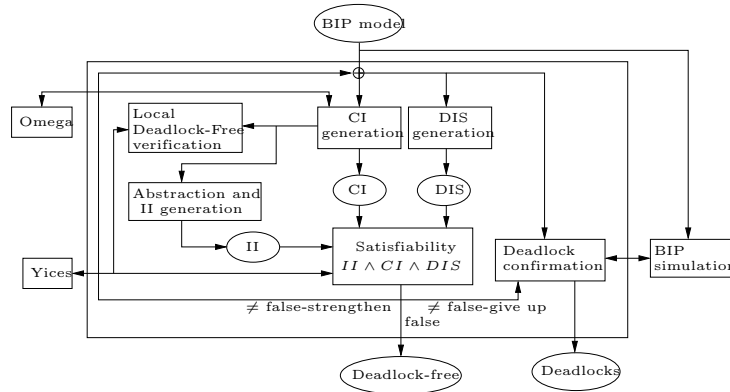 BIP model
Omega
Local
Deadlock-Free
verification
CI
generation
DIS
generation
Abstraction and
II generation
CI
DIS
II
Satisfiability
II ∧ CI ∧ DIS
Deadlock
confirmation
BIP
simulation
Yices
≠ false-strengthen
≠ false-give up
false
Deadlock-free
Deadlocks